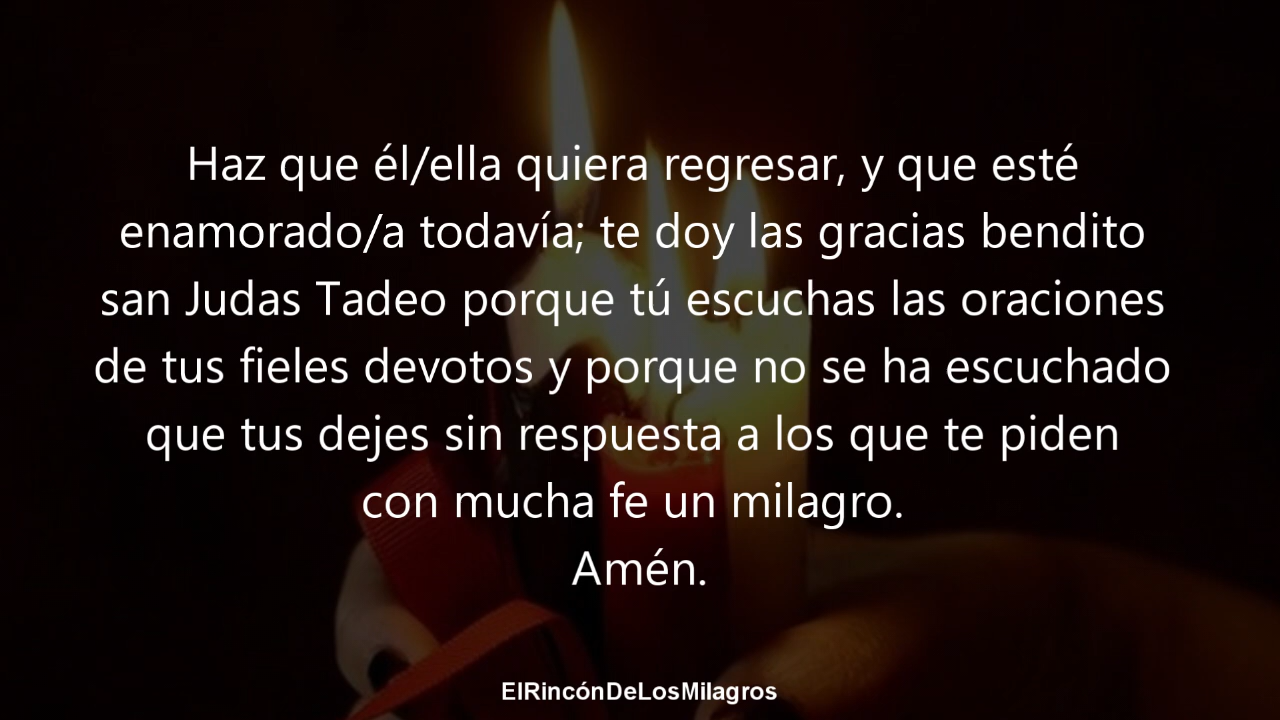 Haz que él/ella quiera regresar, y que esté
enamorado/a todavía; te doy las gracias bendito
san Judas Tadeo porque tú escuchas las oraciones
de tus fieles devotos y porque no se ha escuchado
que tus dejes sin respuesta a los que te piden
con mucha fe un milagro.
Amén.
ElRincónDeLosMilagros